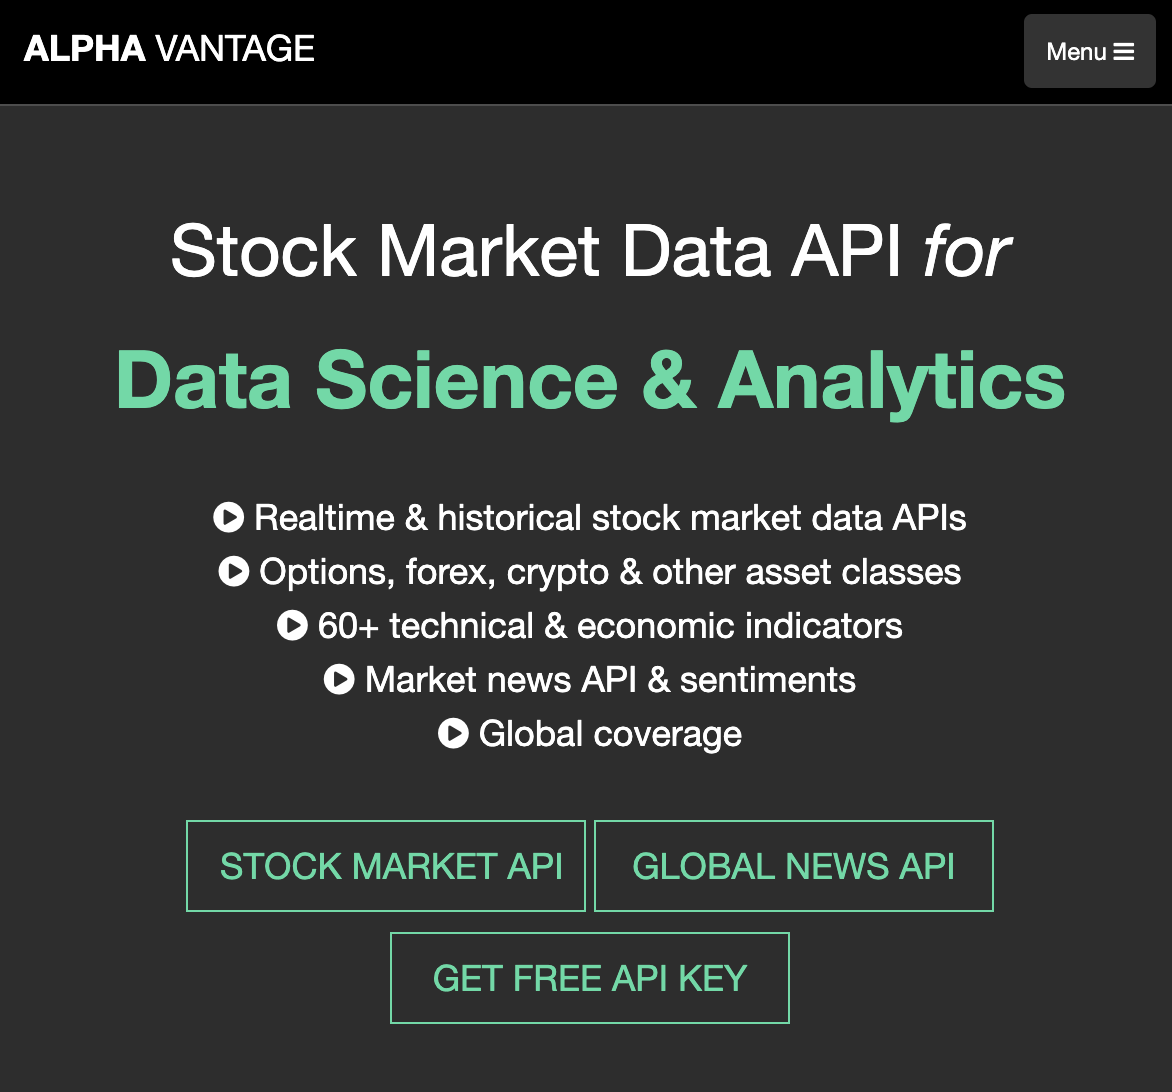 ALPHA VANTAGE
Menu
Stock Market Data API for
Data Science & Analytics
Realtime & historical stock market data APIs
Options, forex, crypto & other asset classes
60+ technical & economic indicators
Market news API & sentiments
Global coverage
STOCK MARKET API
GLOBAL NEWS API
GET FREE API KEY